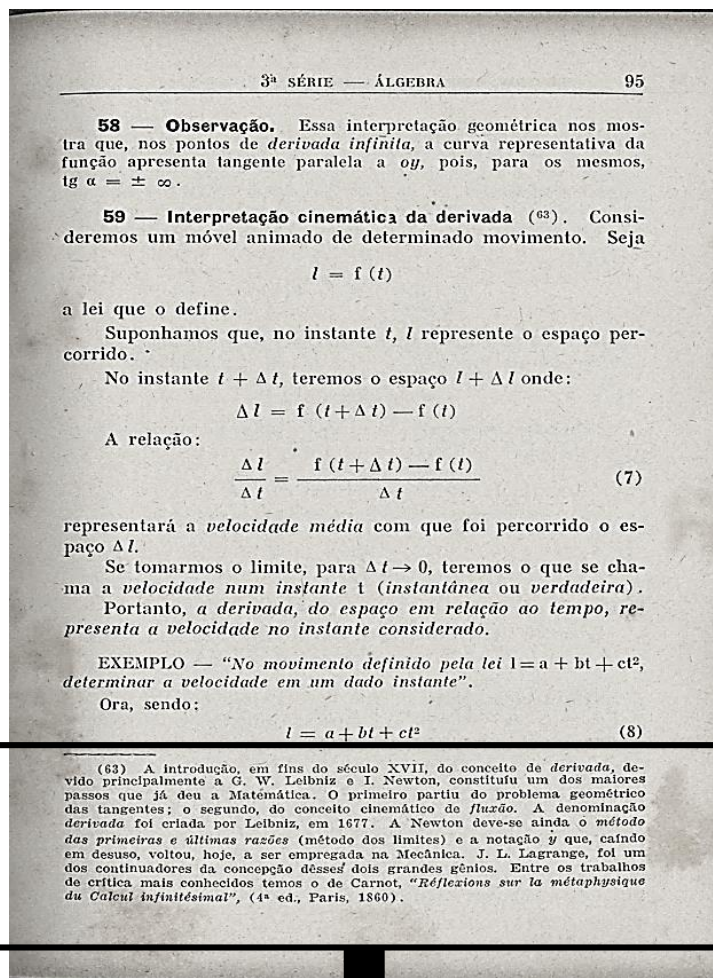 3ª SÉRIE — ÁLGEBRA 95
58 — Observação. Essa interpretação geométrica nos mos-
tra que, nos pontos de derivada infinita, a curva representativa da
função apresenta tangente paralela a oy, pois, para os mesmos,
tg α = ± ∞.
59 — Interpretação cinemática da derivada (⁶³). Consi-
deremos um móvel animado de determinado movimento. Seja
l = f (t)
a lei que o define.
Suponhamos que, no instante t, l represente o espaço per-
corrido.
No instante t + Δ t, teremos o espaço l + Δ l onde:
Δ l = f (t + Δ t) — f (t)
A relação:
Δ l / Δ t = f (t + Δ t) — f (t) / Δ t (7)
representará a velocidade média com que foi percorrido o es-
paço Δ l.
Se tomarmos o limite, para Δ t → 0, teremos o que se cha-
ma a velocidade num instante t (instantânea ou verdadeira).
Portanto, a derivada, do espaço em relação ao tempo, re-
presenta a velocidade no instante considerado.
EXEMPLO — "No movimento definido pela lei l = a + bt + ct²,
determinar a velocidade em um dado instante".
Ora, sendo:
l = a + bt + ct² (8)
(63) A introdução, em fins do século XVII, do conceito de derivada, de-
vido principalmente a G. W. Leibniz e I. Newton, constituíu um dos maiores
passos que já deu a Matemática. O primeiro partiu do problema geométrico
das tangentes; o segundo, do conceito cinemático de fluxão. A denominação
derivada foi criada por Leibniz, em 1677. A Newton deve-se ainda o método
das primeiras e últimas razões (método dos limites) e a notação ẏ que, caíndo
em desuso, voltou, hoje, a ser empregada na Mecânica. J. L. Lagrange, foi um
dos continuadores da concepção dêsses dois grandes gênios. Entre os trabalhos
de crítica mais conhecidos temos o de Carnot, "Réflexions sur la métaphysique
du Calcul infinitésimal", (4ª ed., Paris, 1860).